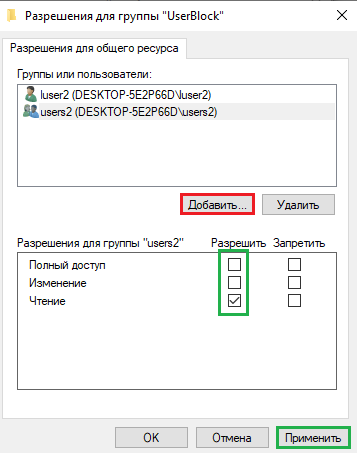 Разрешения для группы "UserBlock"
Разрешения для общего ресурса
Группы или пользователи:
luser2 (DESKTOP-5E2P66D\luser2)
users2 (DESKTOP-5E2P66D\users2)
Добавить... Удалить
Разрешения для группы "users2" Разрешить Запретить
Полный доступ
Изменение
Чтение
OK Отмена Применить